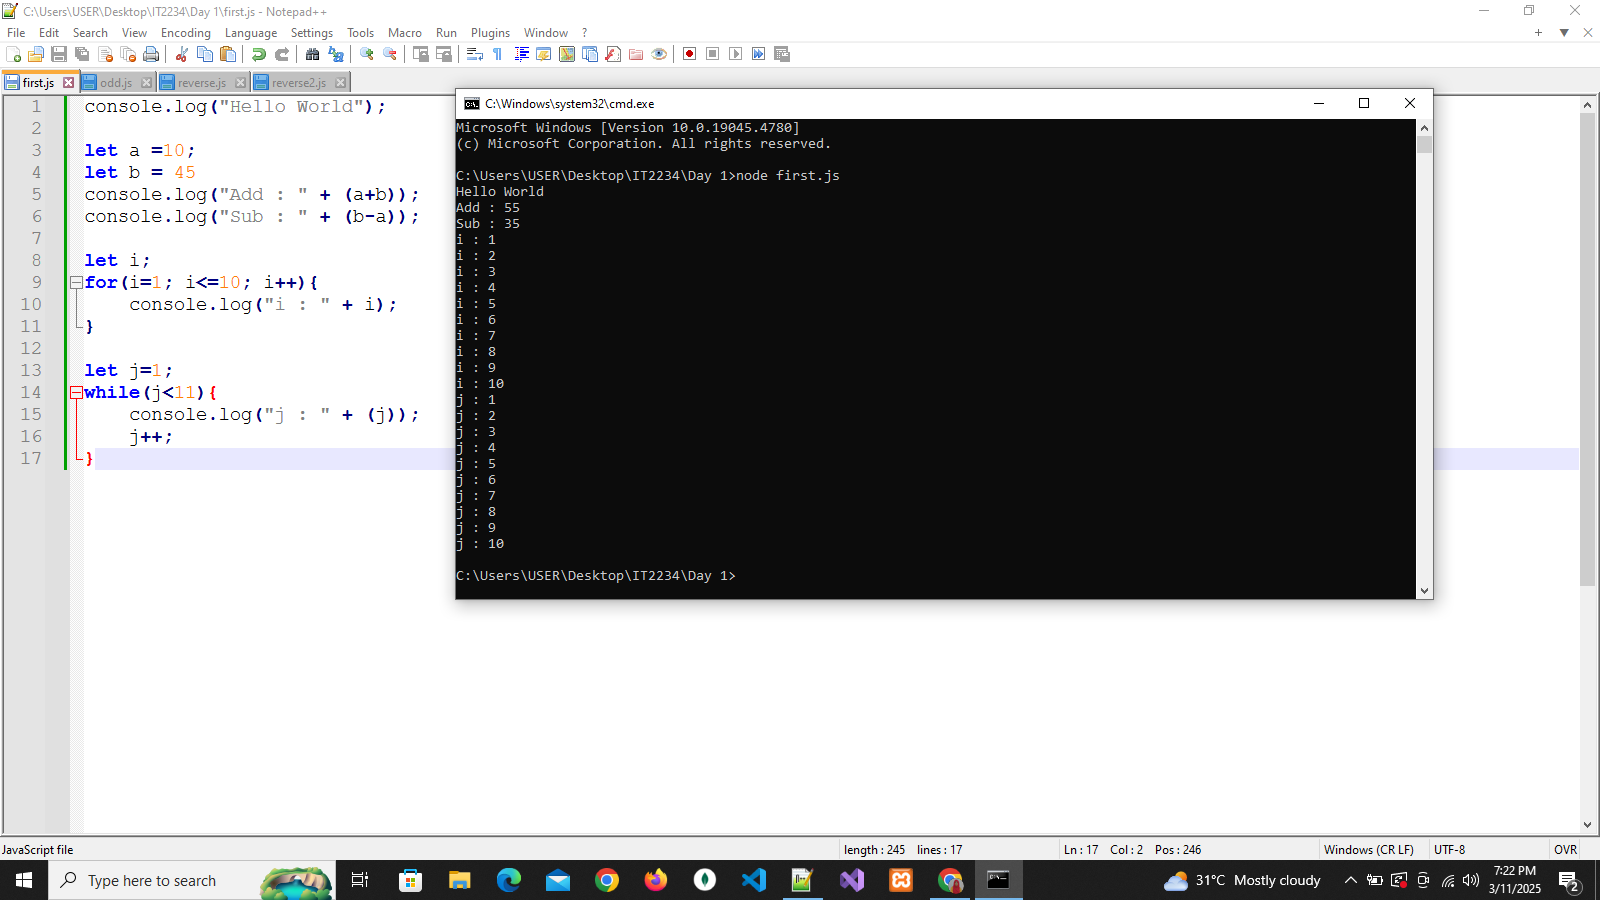 C:\Users\USER\Desktop\IT2234\Day 1\first.js - Notepad++
File Edit Search View Encoding Language Settings Tools Macro Run Plugins Window ?
first.js odd.js reverse.js reverse2.js
1 console.log("Hello World");
2
3 let a =10;
4 let b = 45
5 console.log("Add : " + (a+b));
6 console.log("Sub : " + (b-a));
7
8 let i;
9 for(i=1; i<=10; i++){
10 console.log("i : " + i);
11 }
12
13 let j=1;
14 while(j<11){
15 console.log("j : " + (j));
16 j++;
17 }
C:\Windows\system32\cmd.exe
Microsoft Windows [Version 10.0.19045.4780]
(c) Microsoft Corporation. All rights reserved.
C:\Users\USER\Desktop\IT2234\Day 1>node first.js
Hello World
Add : 55
Sub : 35
i : 1
i : 2
i : 3
i : 4
i : 5
i : 6
i : 7
i : 8
i : 9
i : 10
j : 1
j : 2
j : 3
j : 4
j : 5
j : 6
j : 7
j : 8
j : 9
j : 10
C:\Users\USER\Desktop\IT2234\Day 1>
JavaScript file length : 245 lines : 17 Ln : 17 Col : 2 Pos : 246 Windows (CR LF) UTF-8 OVR
Type here to search 31°C Mostly cloudy 7:22 PM
3/11/2025 2